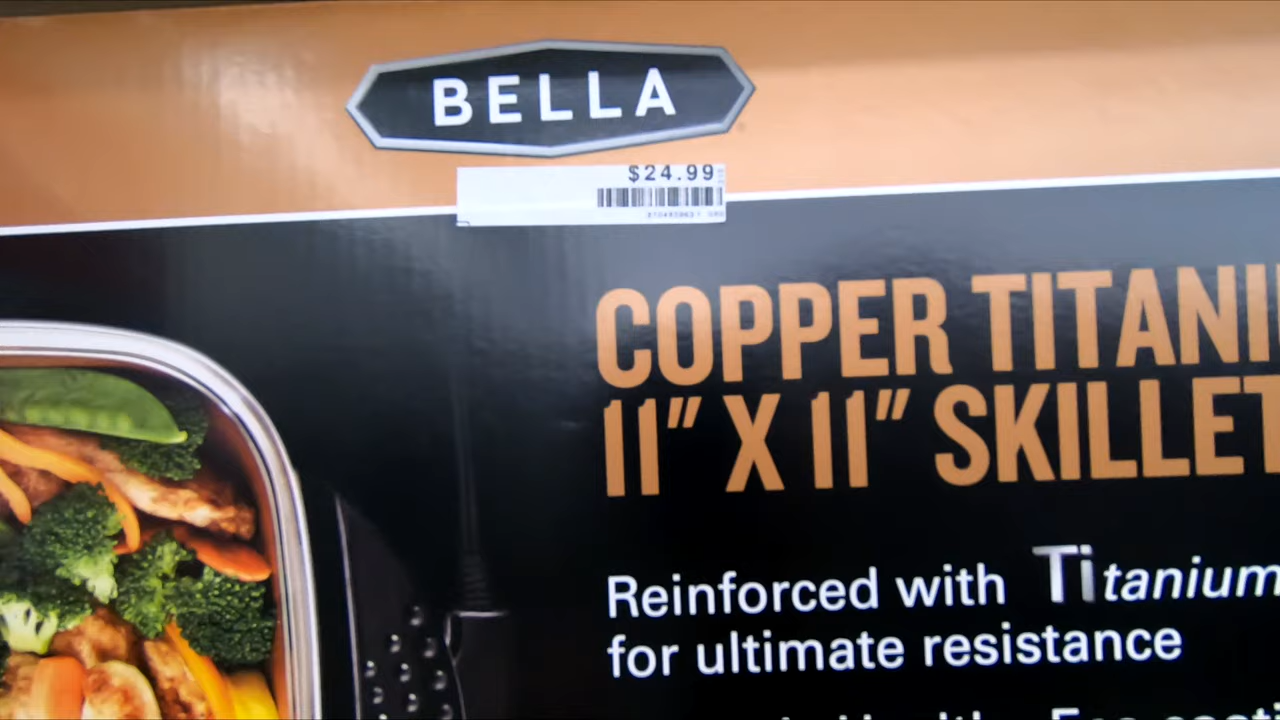 BELLA
$24.99
COPPER TITANI
11" X 11" SKILLET
Reinforced with Titanium
for ultimate resistance